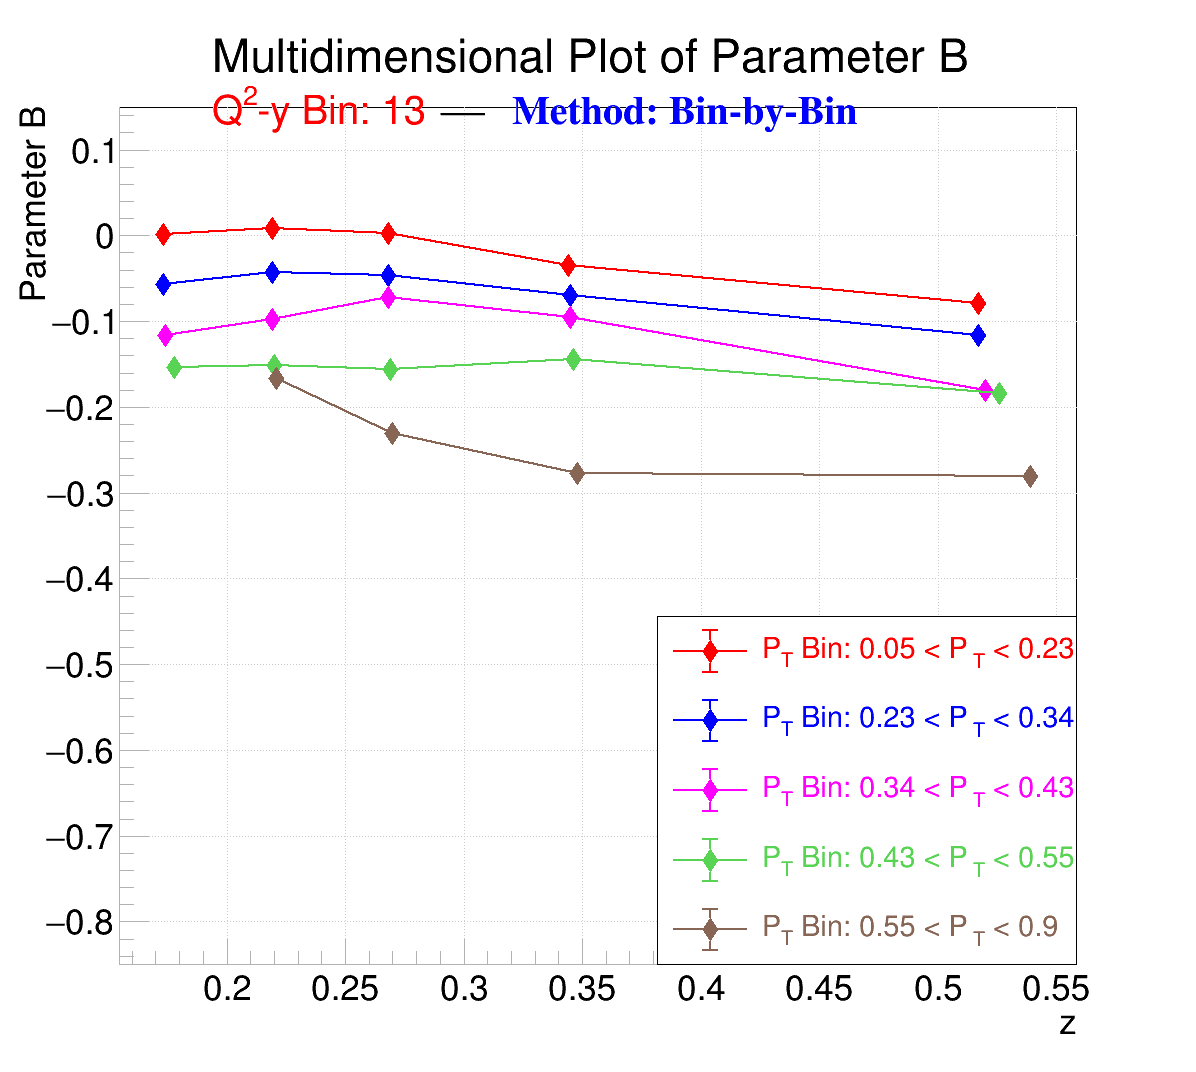 Multidimensional Plot of Parameter B
Q2-y Bin: 13 — Method: Bin-by-Bin
Parameter B
0.1
0
−0.1
−0.2
−0.3
−0.4
−0.5
−0.6
−0.7
−0.8
0.2 0.25 0.3 0.35 0.4 0.45 0.5 0.55
z
PT Bin: 0.05 < PT < 0.23
PT Bin: 0.23 < PT < 0.34
PT Bin: 0.34 < PT < 0.43
PT Bin: 0.43 < PT < 0.55
PT Bin: 0.55 < PT < 0.9